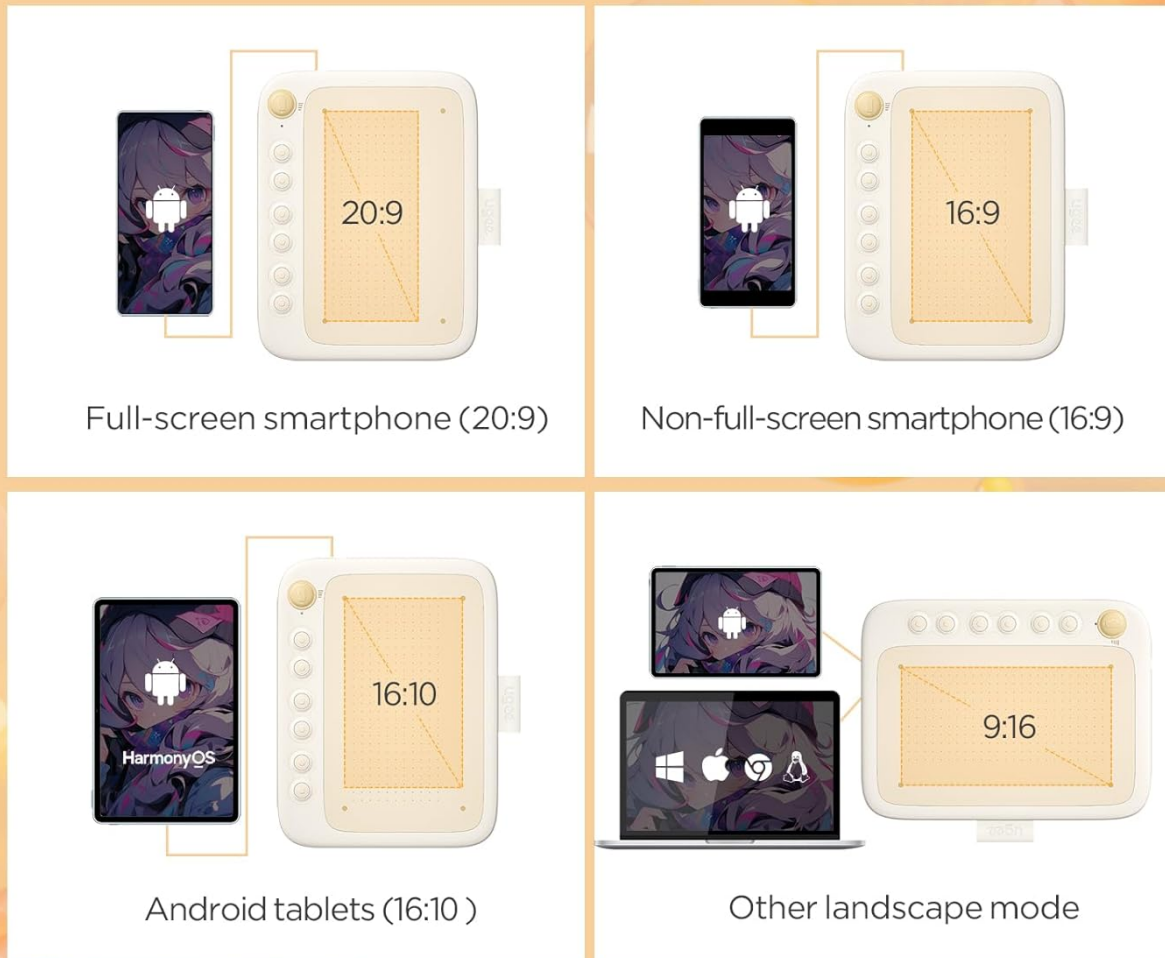 20:9
Full-screen smartphone (20:9)
16:9
Non-full-screen smartphone (16:9)
HarmonyOS
16:10
Android tablets (16:10 )
9:16
Other landscape mode